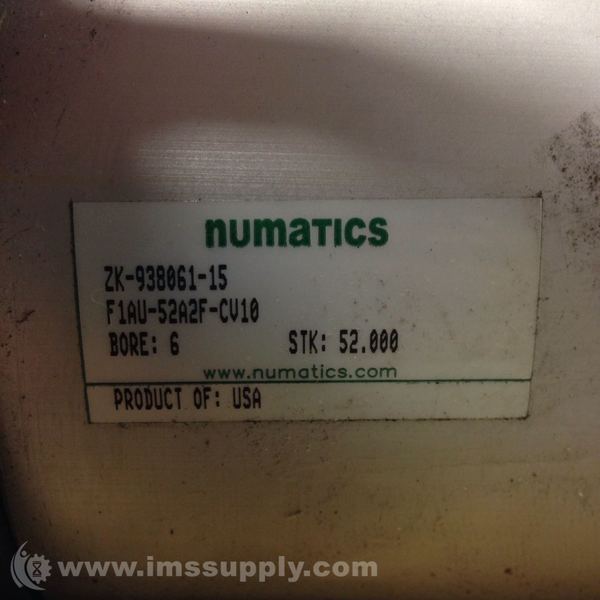 numatics
ZK-938061-15
F1AU-52A2F-CV10
BORE: 6 STK: 52.000
www.numatics.com
PRODUCT OF: USA
www.imssupply.com